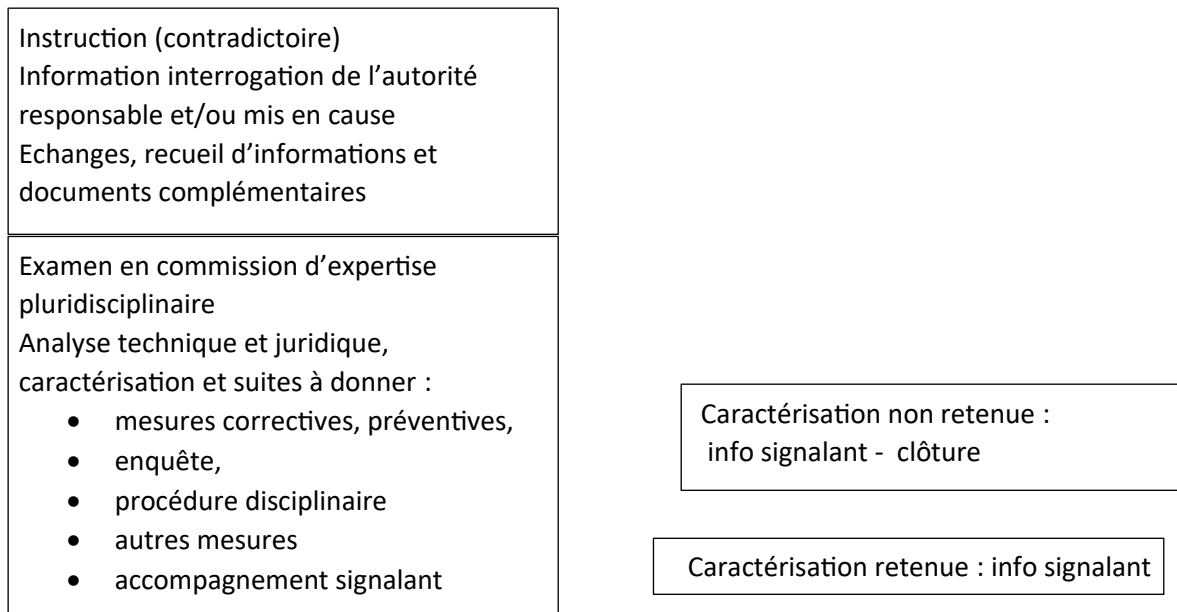 Instruction (contradictoire)
Information interrogation de l’autorité
responsable et/ou mis en cause
Echanges, recueil d’informations et
documents complémentaires
Examen en commission d’expertise
pluridisciplinaire
Analyse technique et juridique,
caractérisation et suites à donner :
• mesures correctives, préventives,
• enquête,
• procédure disciplinaire
• autres mesures
• accompagnement signalant
Caractérisation non retenue :
info signalant - clôture
Caractérisation retenue : info signalant